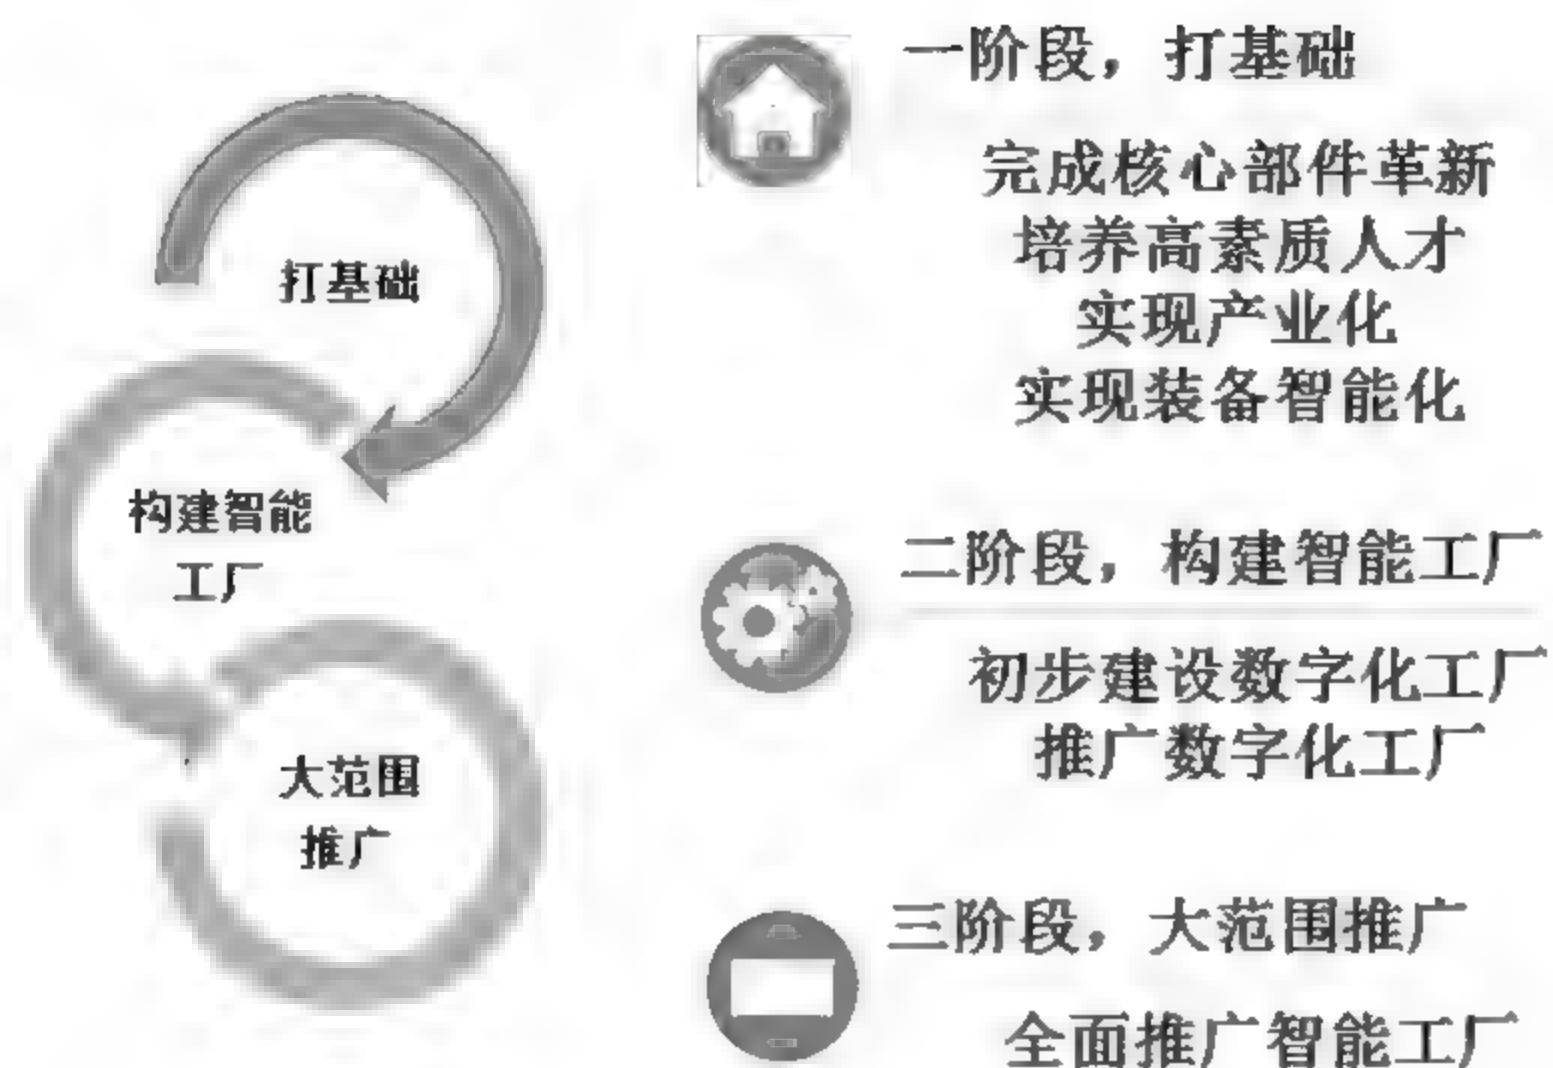 打基础
构建智能
工厂
大范围
推广
一阶段，打基础
完成核心部件革新
培养高素质人才
实现产业化
实现装备智能化
二阶段，构建智能工厂
初步建设数字化工厂
推广数字化工厂
三阶段，大范围推广
全面推广智能工厂